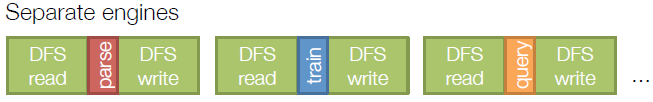 Separate engines
DFS read parse DFS write DFS read train DFS write DFS read query DFS write ...